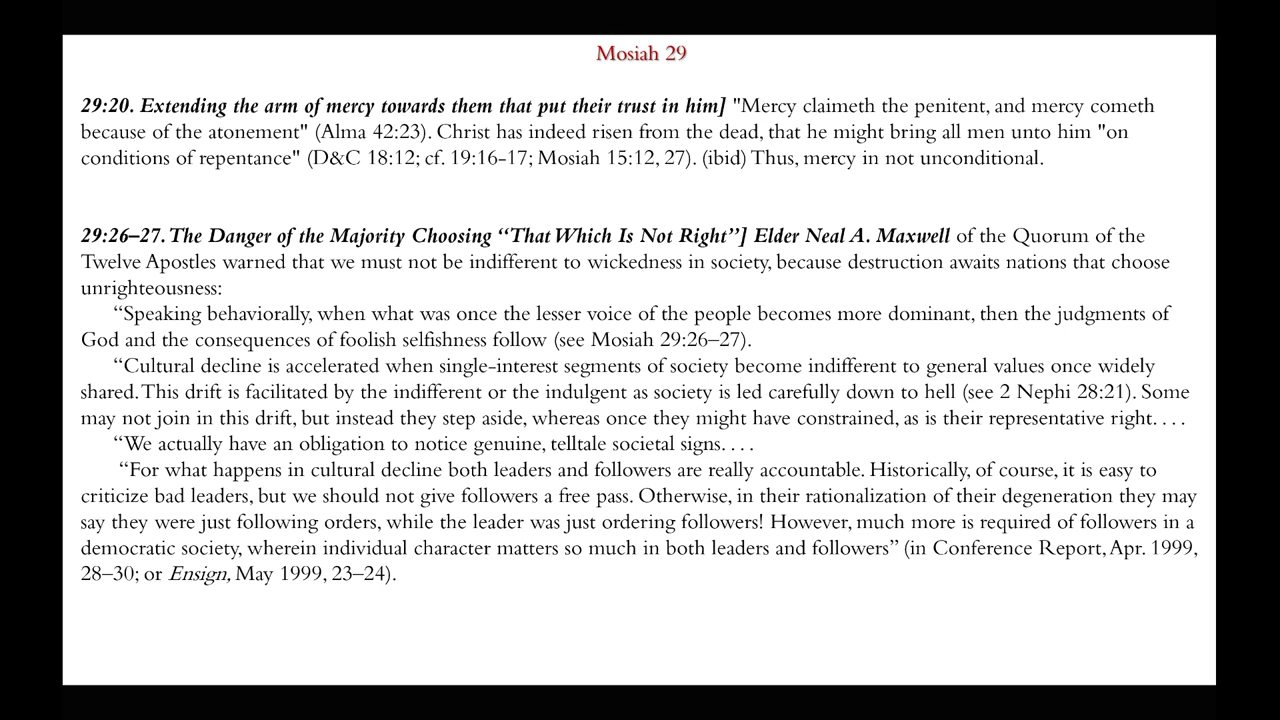 Mosiah 29
29:20. Extending the arm of mercy towards them that put their trust in him] "Mercy claimeth the penitent, and mercy cometh
because of the atonement" (Alma 42:23). Christ has indeed risen from the dead, that he might bring all men unto him "on
conditions of repentance" (D&C 18:12; cf. 19:16-17; Mosiah 15:12, 27). (ibid) Thus, mercy in not unconditional.
29:26–27. The Danger of the Majority Choosing “That Which Is Not Right”] Elder Neal A. Maxwell of the Quorum of the
Twelve Apostles warned that we must not be indifferent to wickedness in society, because destruction awaits nations that choose
unrighteousness:
“Speaking behaviorally, when what was once the lesser voice of the people becomes more dominant, then the judgments of
God and the consequences of foolish selfishness follow (see Mosiah 29:26–27).
“Cultural decline is accelerated when single-interest segments of society become indifferent to general values once widely
shared. This drift is facilitated by the indifferent or the indulgent as society is led carefully down to hell (see 2 Nephi 28:21). Some
may not join in this drift, but instead they step aside, whereas once they might have constrained, as is their representative right. . . .
“We actually have an obligation to notice genuine, telltale societal signs. . . .
“For what happens in cultural decline both leaders and followers are really accountable. Historically, of course, it is easy to
criticize bad leaders, but we should not give followers a free pass. Otherwise, in their rationalization of their degeneration they may
say they were just following orders, while the leader was just ordering followers! However, much more is required of followers in a
democratic society, wherein individual character matters so much in both leaders and followers” (in Conference Report, Apr. 1999,
28–30; or Ensign, May 1999, 23–24).